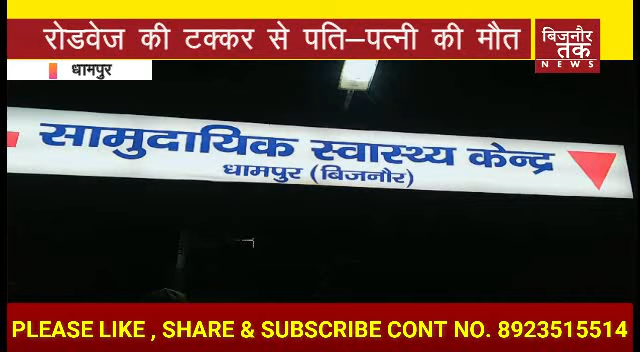 रोडवेज की टक्कर से पति–पत्नी की मौत
बिजनौर
तक
NEWS
धामपुर
सामुदायिक स्वास्थ्य केन्द्र
धामपुर (बिजनौर)
PLEASE LIKE , SHARE & SUBSCRIBE CONT NO. 8923515514